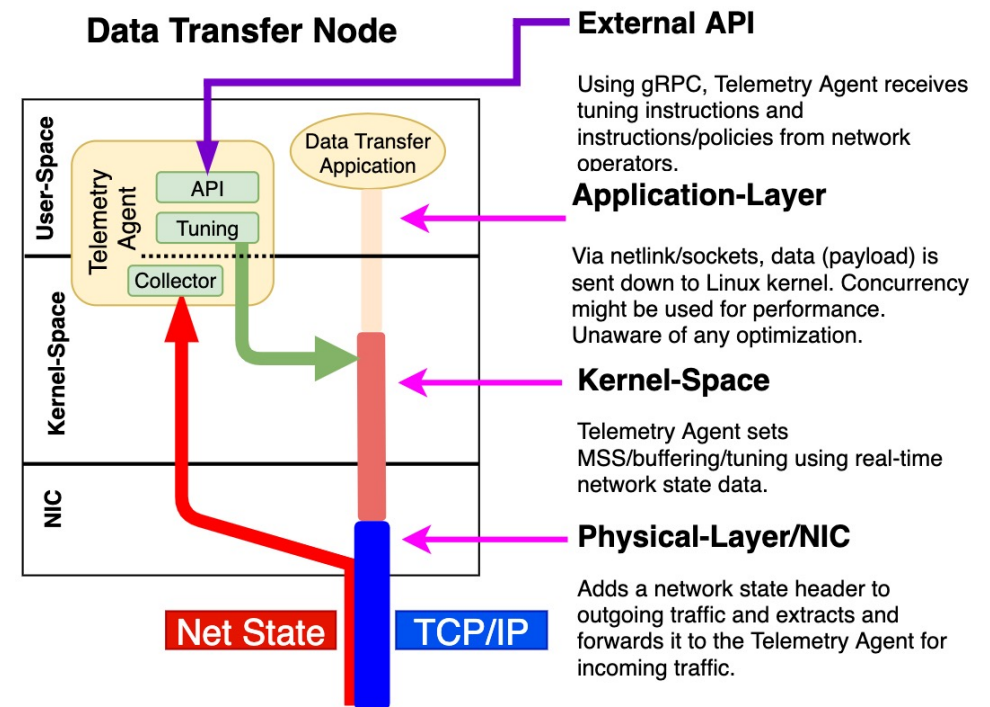 Data Transfer Node
External API
Using gRPC, Telemetry Agent receives
tuning instructions and
instructions/policies from network
operators.
User-Space
Telemetry
Agent
API
Tuning
Collector
Data Transfer
Appication
Application-Layer
Via netlink/sockets, data (payload) is
sent down to Linux kernel. Concurrency
might be used for performance.
Unaware of any optimization.
Kernel-Space
Kernel-Space
Telemetry Agent sets
MSS/buffering/tuning using real-time
network state data.
NIC
Physical-Layer/NIC
Adds a network state header to
outgoing traffic and extracts and
forwards it to the Telemetry Agent for
incoming traffic.
Net State
TCP/IP